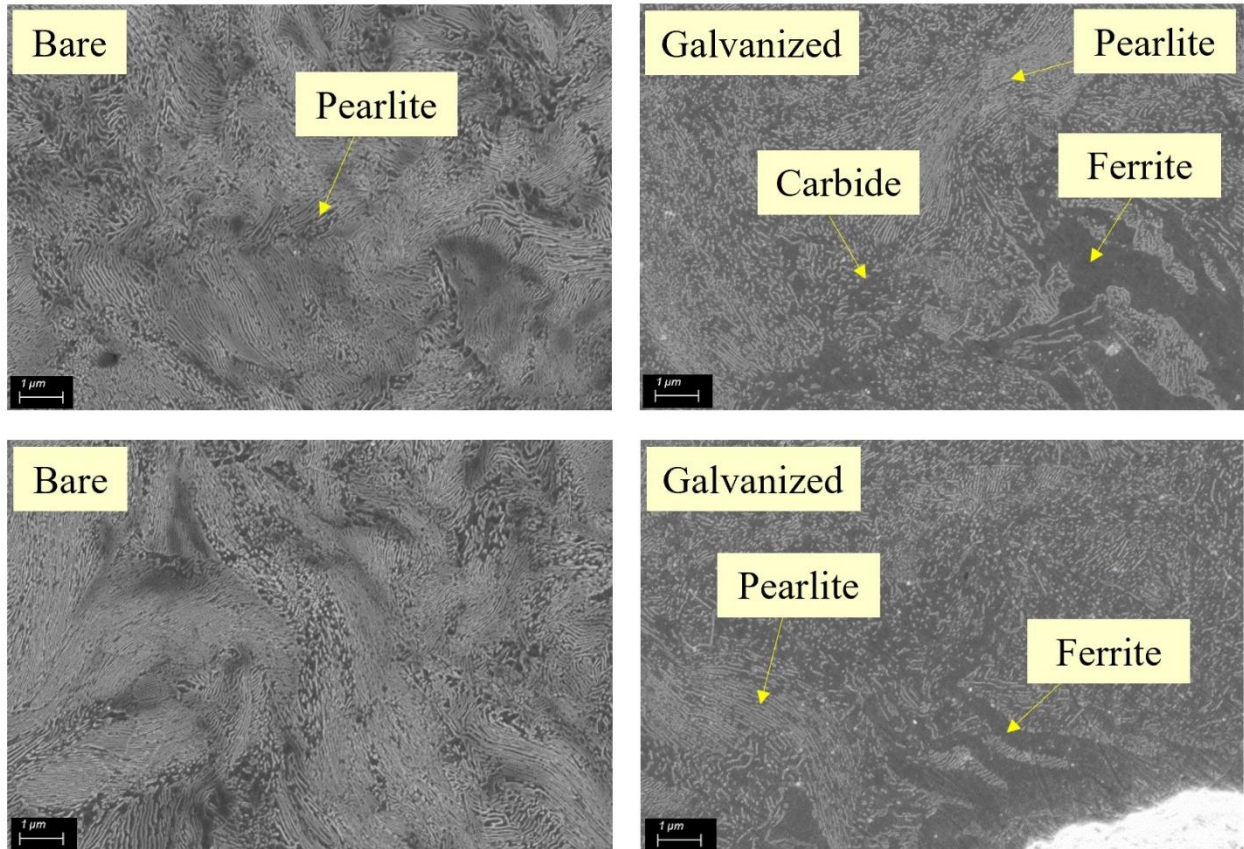 Bare
Pearlite
1 µm
Galvanized
Pearlite
Carbide
Ferrite
1 µm
Bare
1 µm
Galvanized
Pearlite
Ferrite
1 µm